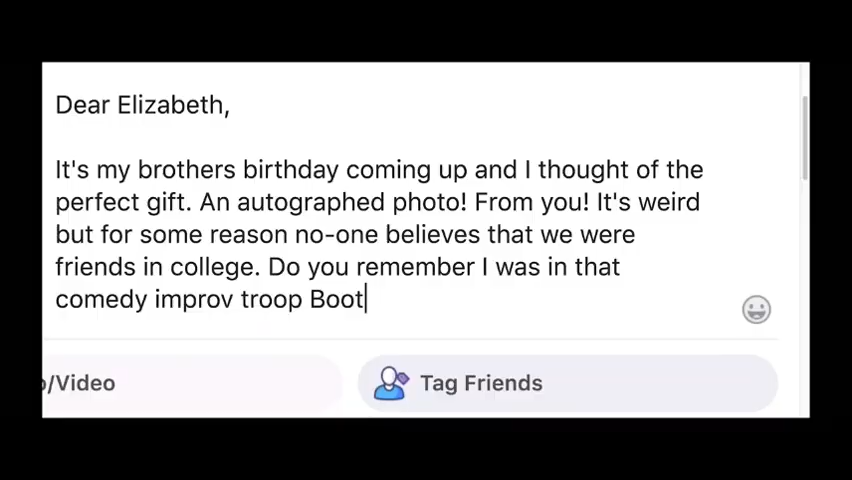 Dear Elizabeth,
It's my brothers birthday coming up and I thought of the
perfect gift. An autographed photo! From you! It's weird
but for some reason no-one believes that we were
friends in college. Do you remember I was in that
comedy improv troop Boot
o/Video
Tag Friends